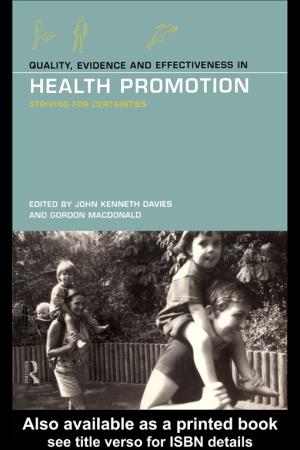 QUALITY, EVIDENCE AND EFFECTIVENESS IN
HEALTH PROMOTION
STRIVING FOR CERTAINTIES
EDITED BY JOHN KENNETH DAVIES
AND GORDON MACDONALD
Also available as a printed book
see title verso for ISBN details